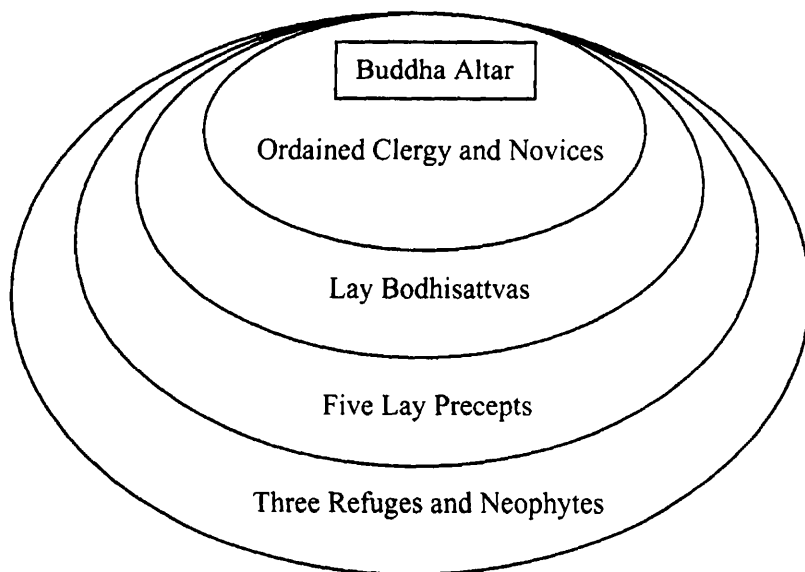 Buddha Altar
Ordained Clergy and Novices
Lay Bodhisattvas
Five Lay Precepts
Three Refuges and Neophytes